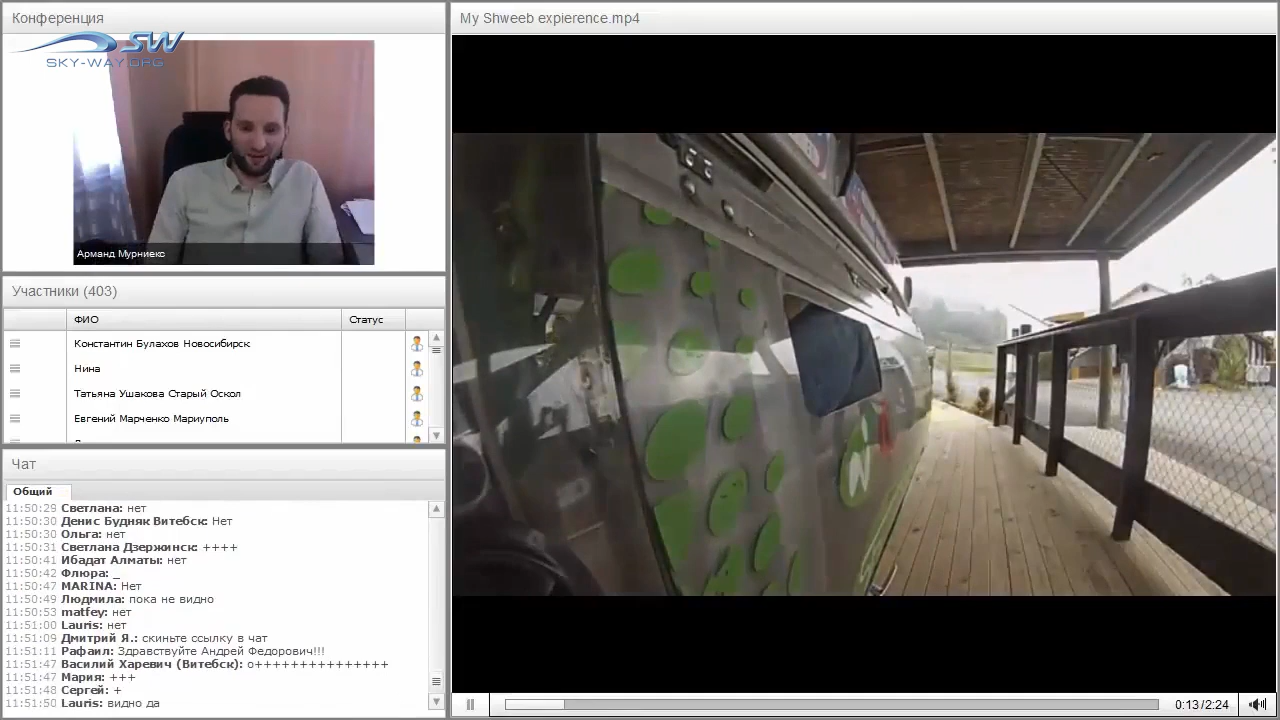 Конференция
SW
SKY-WAY.ORG
Арманд Мурниекс
Участники (403)
ФИО
Статус
Константин Булахов Новосибирск
Нина
Татьяна Ушакова Старый Оскол
Евгений Марченко Мариуполь
Чат
Общий
11:50:29 Светлана: нет
11:50:30 Денис Будняк Витебск: Нет
11:50:30 Ольга: нет
11:50:31 Светлана Дзержинск: ++++
11:50:41 Ибадат Алматы: нет
11:50:42 Флюра: _
11:50:47 MARINA: Нет
11:50:49 Людмила: пока не видно
11:50:53 matfey: нет
11:51:00 Lauris: нет
11:51:09 Дмитрий Я.: скиньте ссылку в чат
11:51:11 Рафаил: Здравствуйте Андрей Федорович!!!
11:51:47 Василий Харевич (Витебск): о+++++++++++++++
11:51:47 Мария: +++
11:51:48 Сергей: +
11:51:50 Lauris: видно да
My Shweeb expierence.mp4
0:13/2:24